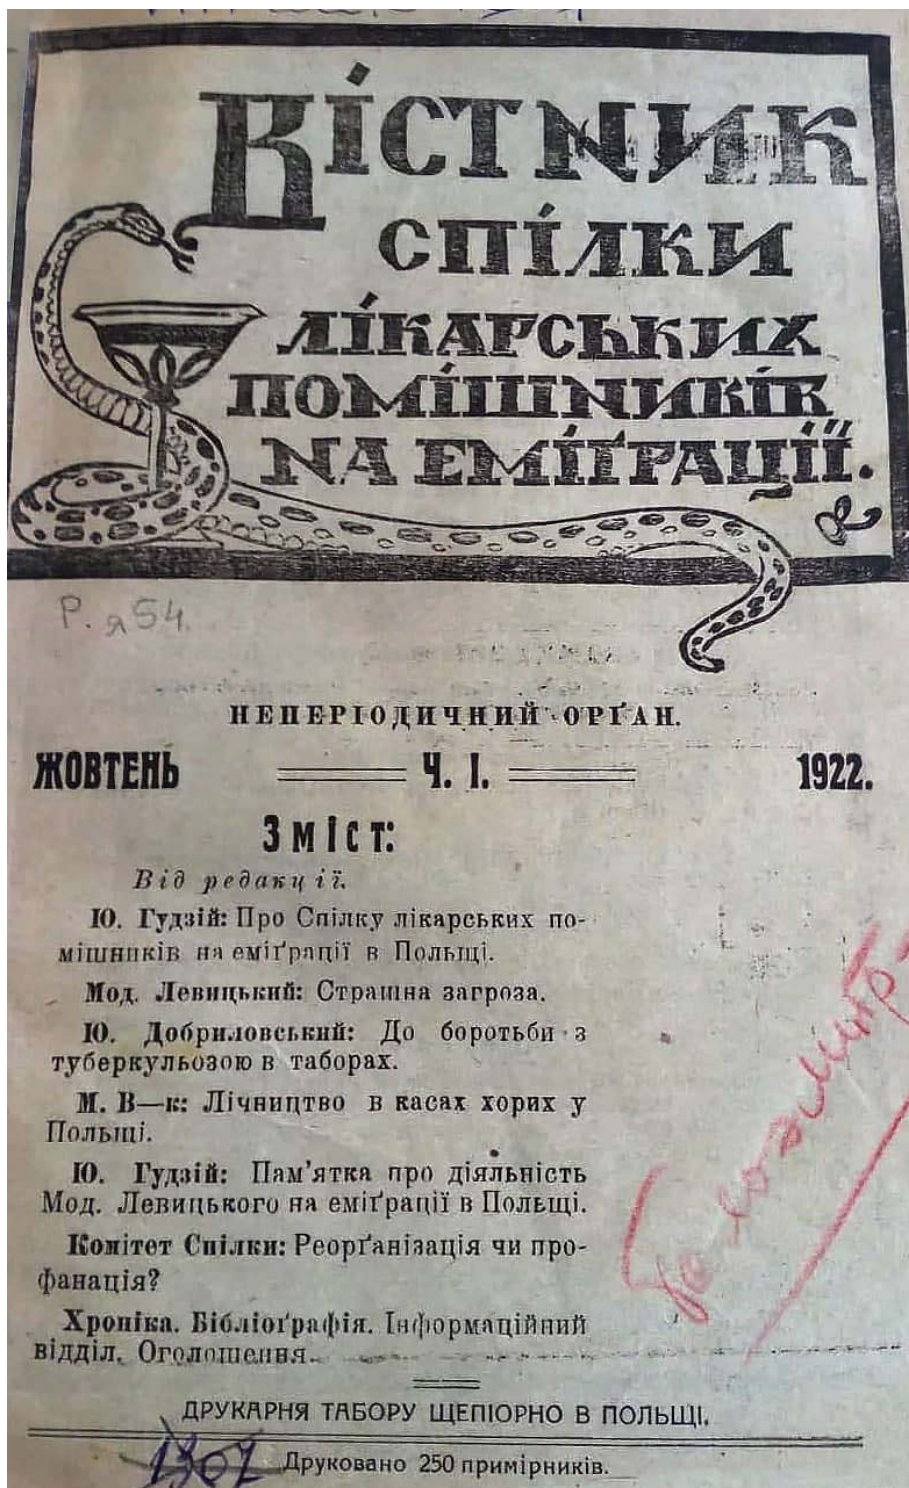 Вістник
спілки
лікарських
помішників
на еміґрації.
Р. я 54.
НЕПЕРІОДИЧНИЙ ОРҐАН.
ЖОВТЕНЬ Ч. І. 1922.
Зміст:
Від редакції.
Ю. Гудзій: Про Спілку лікарських по-
мішників на еміґрації в Польщі.
Мод. Левицький: Страшна загроза.
Ю. Добриловський: До боротьби з
туберкульозою в таборах.
М. В—к: Лічництво в касах хорих у
Польщі.
Ю. Гудзій: Пам'ятка про діяльність
Мод. Левицького на еміґрації в Польщі.
Комітет Спілки: Реорґанізація чи про-
фанація?
Хроніка. Бібліоґрафія. Інформаційний
відділ. Оголошення.
ДРУКАРНЯ ТАБОРУ ЩЕПІОРНО В ПОЛЬЩІ.
1307 Друковано 250 примірників.